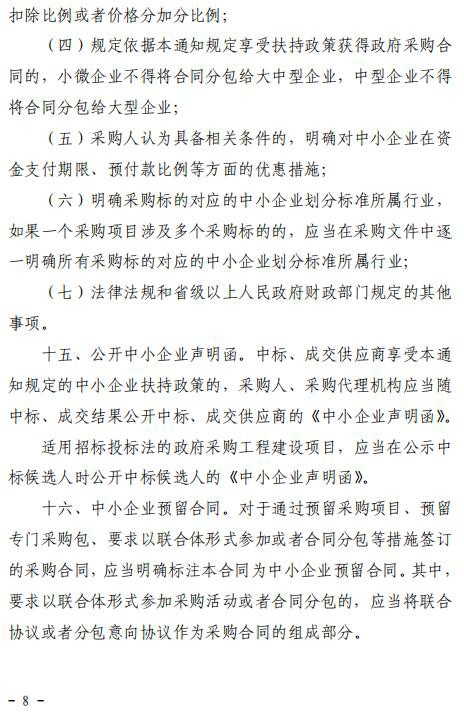 扣除比例或者价格分加分比例；
（四）规定依据本通知规定享受扶持政策获得政府采购合
同的，小微企业不得将合同分包给大中型企业，中型企业不得
将合同分包给大型企业；
（五）采购人认为具备相关条件的，明确对中小企业在资
金支付期限、预付款比例等方面的优惠措施；
（六）明确采购标的对应的中小企业划分标准所属行业，
如果一个采购项目涉及多个采购标的的，应当在采购文件中逐
一明确所有采购标的对应的中小企业划分标准所属行业；
（七）法律法规和省级以上人民政府财政部门规定的其他
事项。
十五、公开中小企业声明函。中标、成交供应商享受本通
知规定的中小企业扶持政策的，采购人、采购代理机构应当随
中标、成交结果公开中标、成交供应商的《中小企业声明函》。
适用招标投标法的政府采购工程建设项目，应当在公示中
标候选人时公开中标候选人的《中小企业声明函》。
十六、中小企业预留合同。对于通过预留采购项目、预留
专门采购包、要求以联合体形式参加或者合同分包等措施签订
的采购合同，应当明确标注本合同为中小企业预留合同。其中，
要求以联合体形式参加采购活动或者合同分包的，应当将联合
协议或者分包意向协议作为采购合同的组成部分。
- 8 -